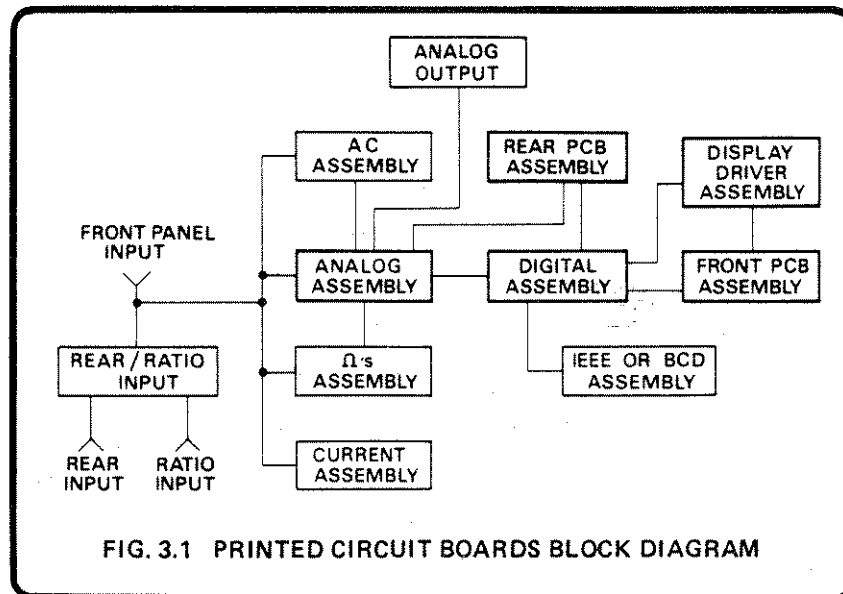 ANALOG
OUTPUT
AC
ASSEMBLY
REAR PCB
ASSEMBLY
DISPLAY
DRIVER
ASSEMBLY
FRONT PANEL
INPUT
ANALOG
ASSEMBLY
DIGITAL
ASSEMBLY
FRONT PCB
ASSEMBLY
REAR / RATIO
INPUT
Ω's
ASSEMBLY
IEEE OR BCD
ASSEMBLY
REAR
INPUT
RATIO
INPUT
CURRENT
ASSEMBLY
FIG. 3.1 PRINTED CIRCUIT BOARDS BLOCK DIAGRAM